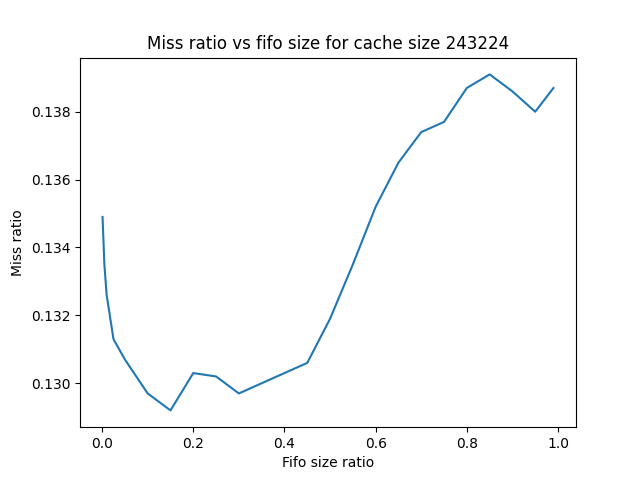 Miss ratio vs fifo size for cache size 243224
Miss ratio
0.138
0.136
0.134
0.132
0.130
0.0 0.2 0.4 0.6 0.8 1.0
Fifo size ratio